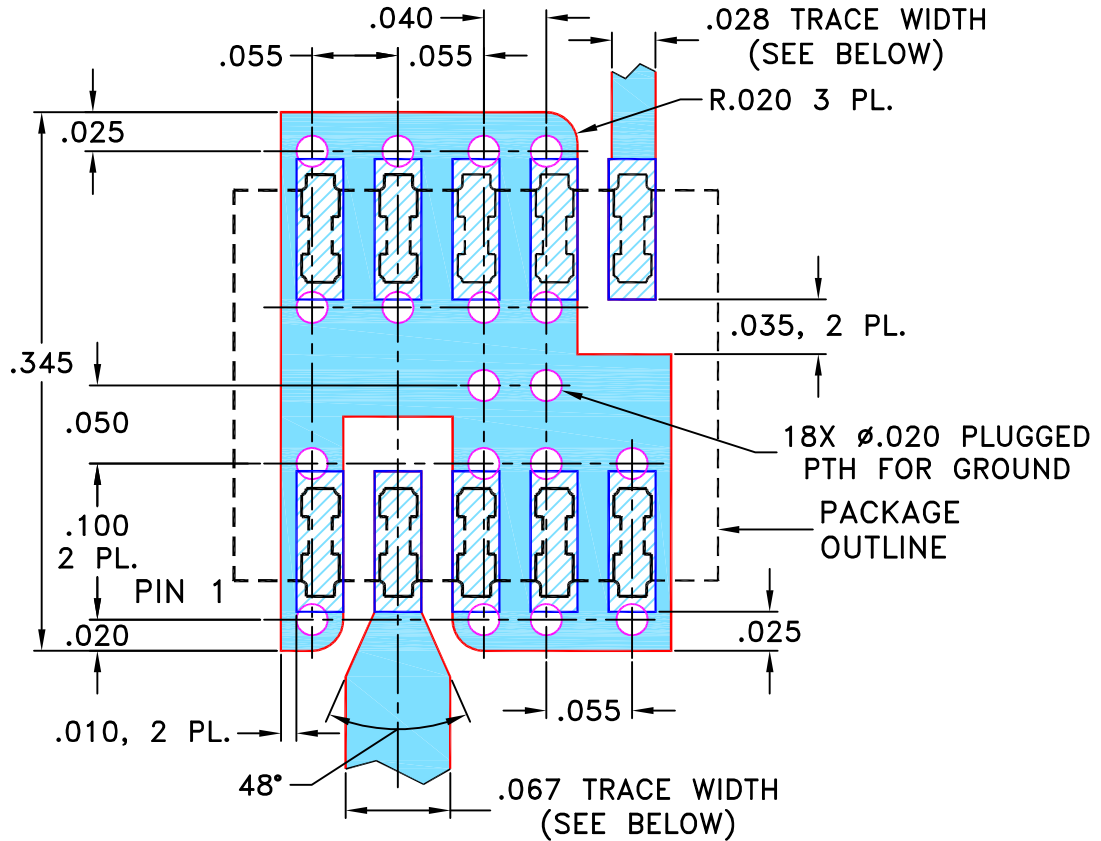 .040
.028 TRACE WIDTH
(SEE BELOW)
.055
.055
R.020 3 PL.
.025
.035, 2 PL.
.345
.050
18X ø.020 PLUGGED
PTH FOR GROUND
.100
2 PL.
PACKAGE
OUTLINE
PIN 1
.020
.025
.010, 2 PL.
.055
48°
.067 TRACE WIDTH
(SEE BELOW)